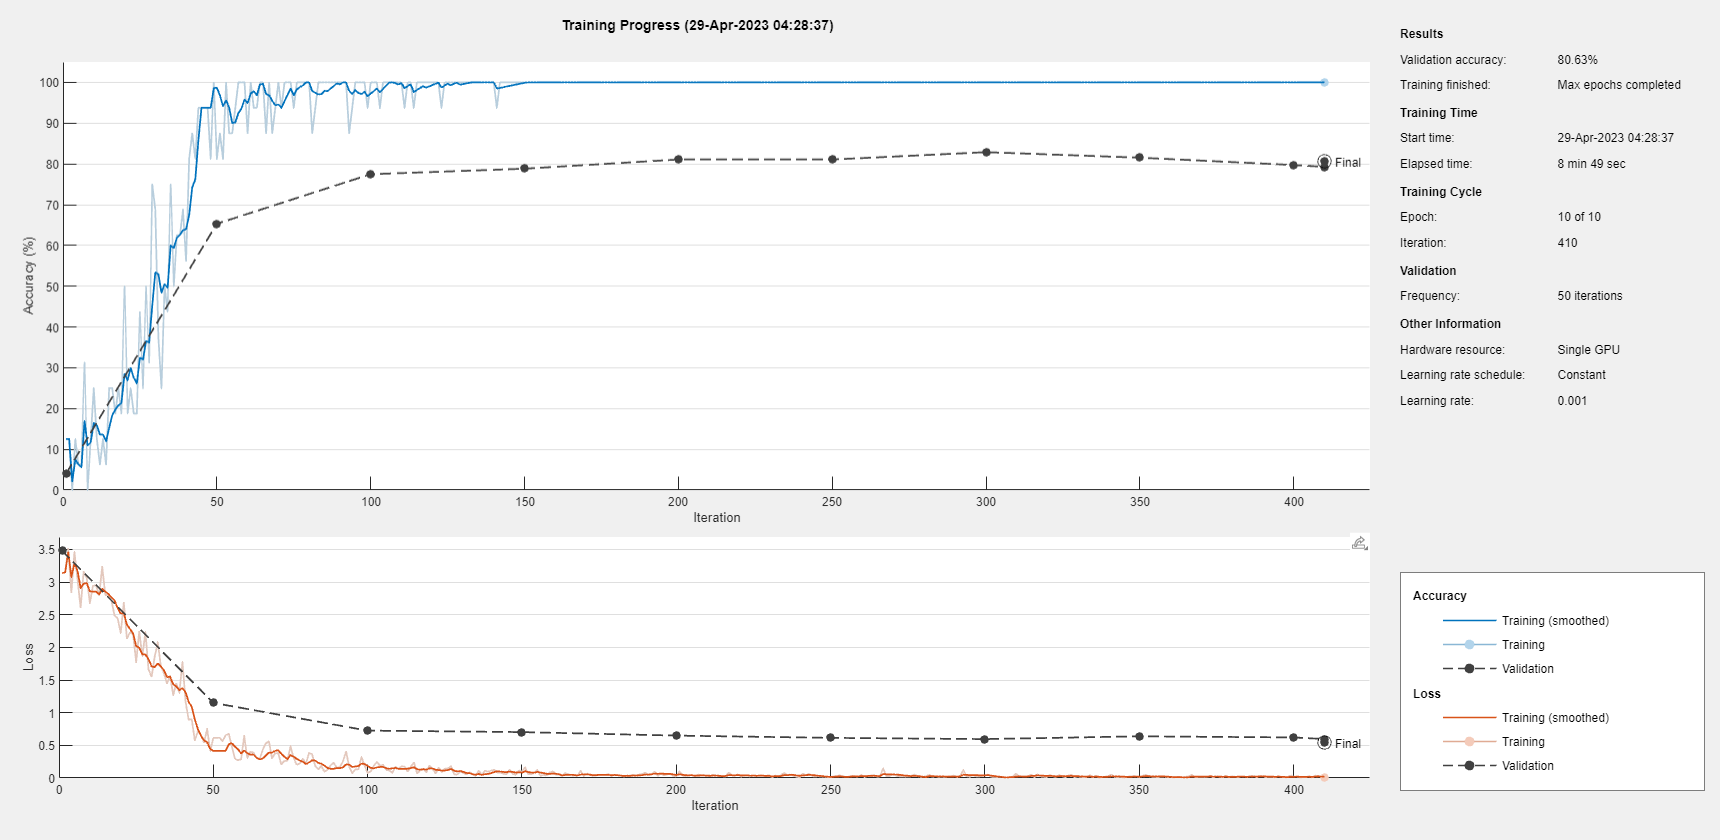 Training Progress (29-Apr-2023 04:28:37)
100
90
80
70
60
50
40
30
20
10
0
Accuracy (%)
Final
0 50 100 150 200 250 300 350 400
Iteration
3.5
3
2.5
2
1.5
1
0.5
0
Loss
Final
0 50 100 150 200 250 300 350 400
Iteration
Results
Validation accuracy: 80.63%
Training finished: Max epochs completed
Training Time
Start time: 29-Apr-2023 04:28:37
Elapsed time: 8 min 49 sec
Training Cycle
Epoch: 10 of 10
Iteration: 410
Validation
Frequency: 50 iterations
Other Information
Hardware resource: Single GPU
Learning rate schedule: Constant
Learning rate: 0.001
Accuracy
Training (smoothed)
Training
Validation
Loss
Training (smoothed)
Training
Validation